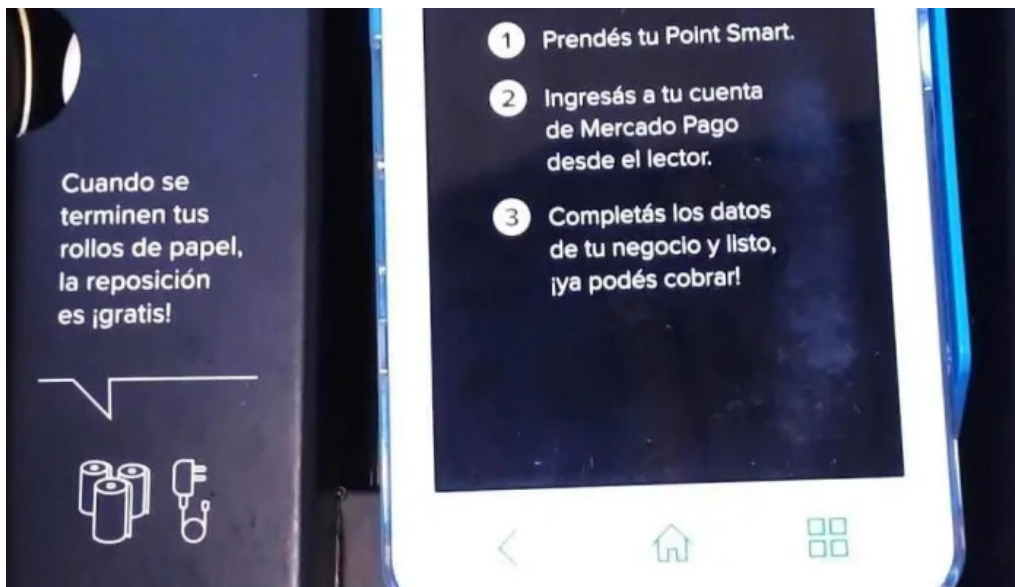 Cuando se
terminen tus
rollos de papel,
la reposición
es ¡gratis!
1 Prendés tu Point Smart.
2 Ingresás a tu cuenta
de Mercado Pago
desde el lector.
3 Completás los datos
de tu negocio y listo,
¡ya podés cobrar!